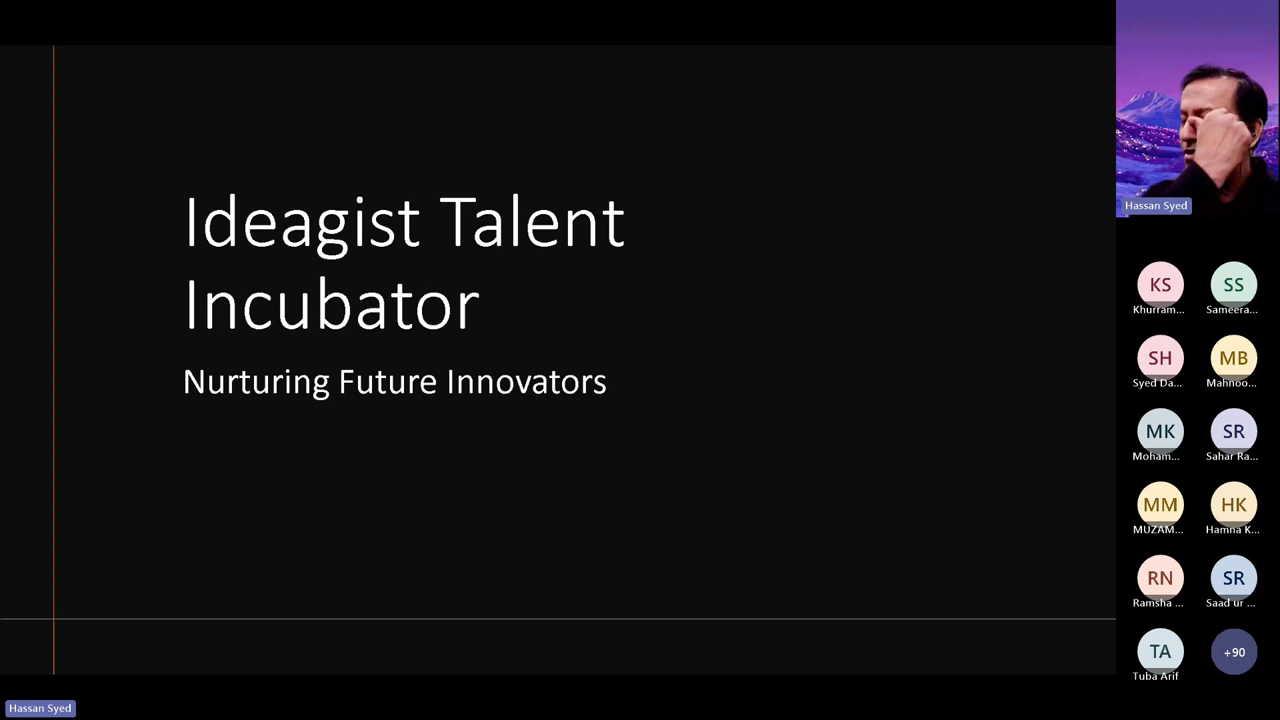 Ideagist Talent
Incubator
Nurturing Future Innovators
Hassan Syed
Hassan Syed
KS
SS
Khurram...
Sameera...
SH
MB
Syed Da...
Mahnoo...
MK
SR
Moham...
Sahar Ra...
MM
HK
MUZAM...
Hamna K...
RN
SR
Ramsha ...
Saad ur ...
TA
+90
Tuba Arif